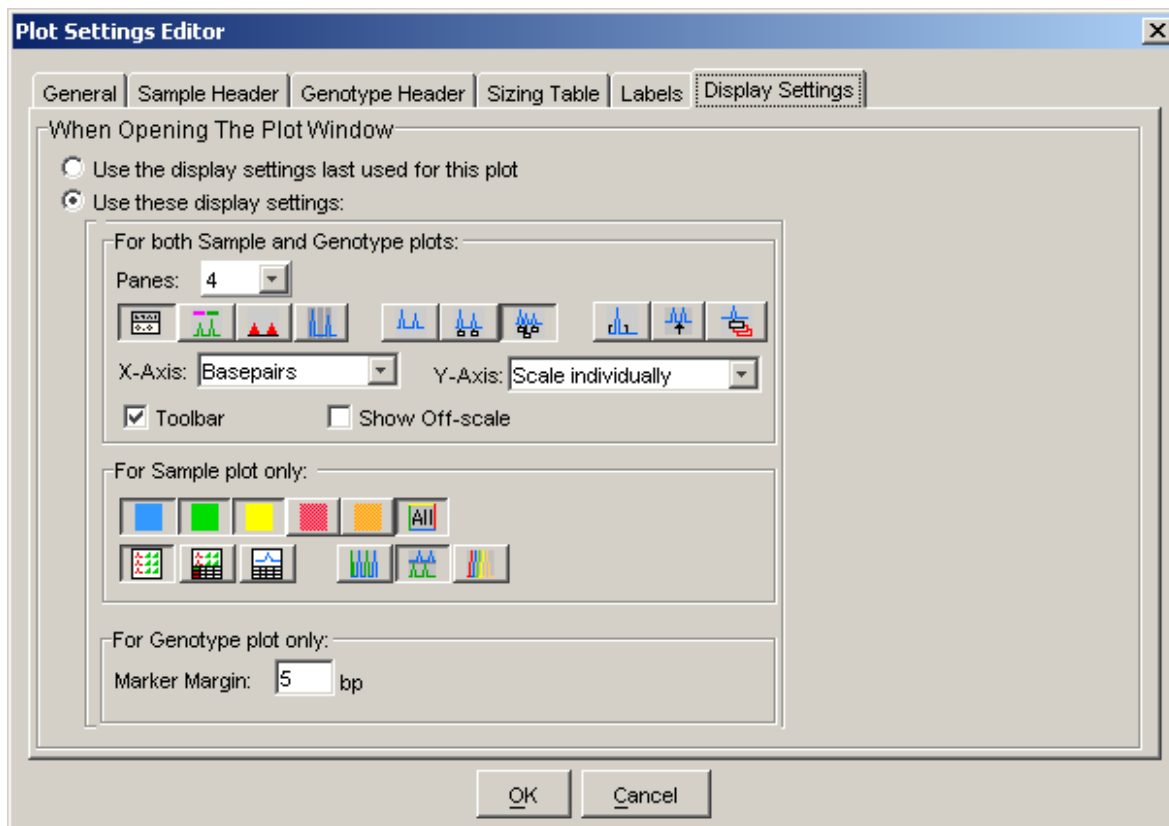 Plot Settings Editor
General Sample Header Genotype Header Sizing Table Labels Display Settings
When Opening The Plot Window
Use the display settings last used for this plot
Use these display settings:
For both Sample and Genotype plots:
Panes: 4
X-Axis: Basepairs Y-Axis: Scale individually
Toolbar Show Off-scale
For Sample plot only:
All
For Genotype plot only:
Marker Margin: 5 bp
OK Cancel